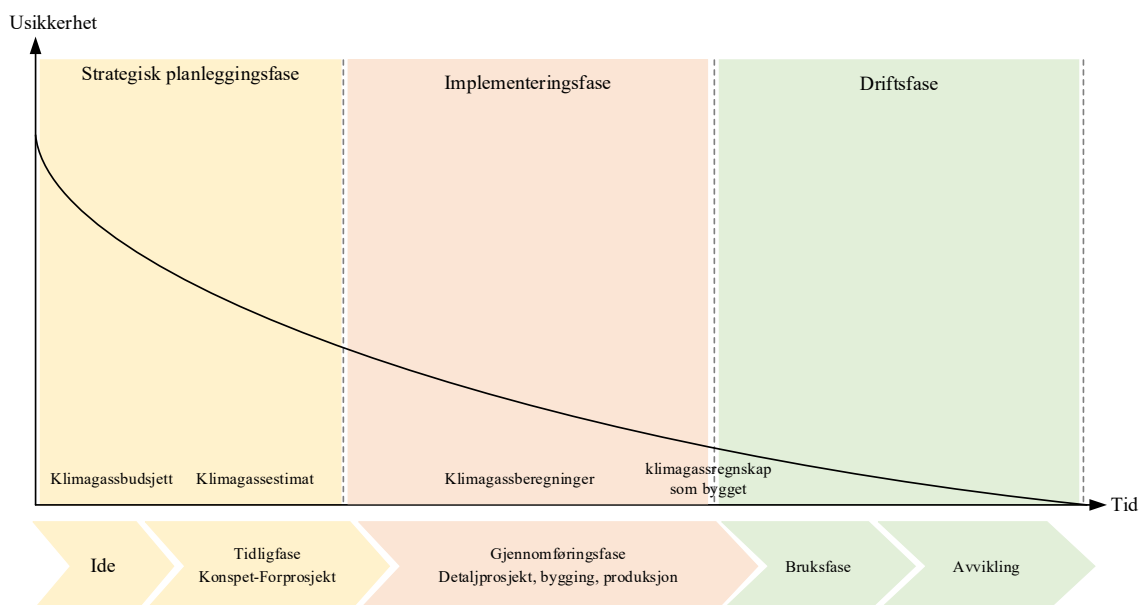 Usikkerhet
Strategisk planleggingsfase
Implementeringsfase
Driftsfase
Klimagassbudsjett
Klimagassestimat
Klimagassberegninger
klimagassregnskap
som bygget
Tid
Ide
Tidligfase
Konspet-Forprosjekt
Gjennomføringsfase
Detaljprosjekt, bygging, produksjon
Bruksfase
Avvikling